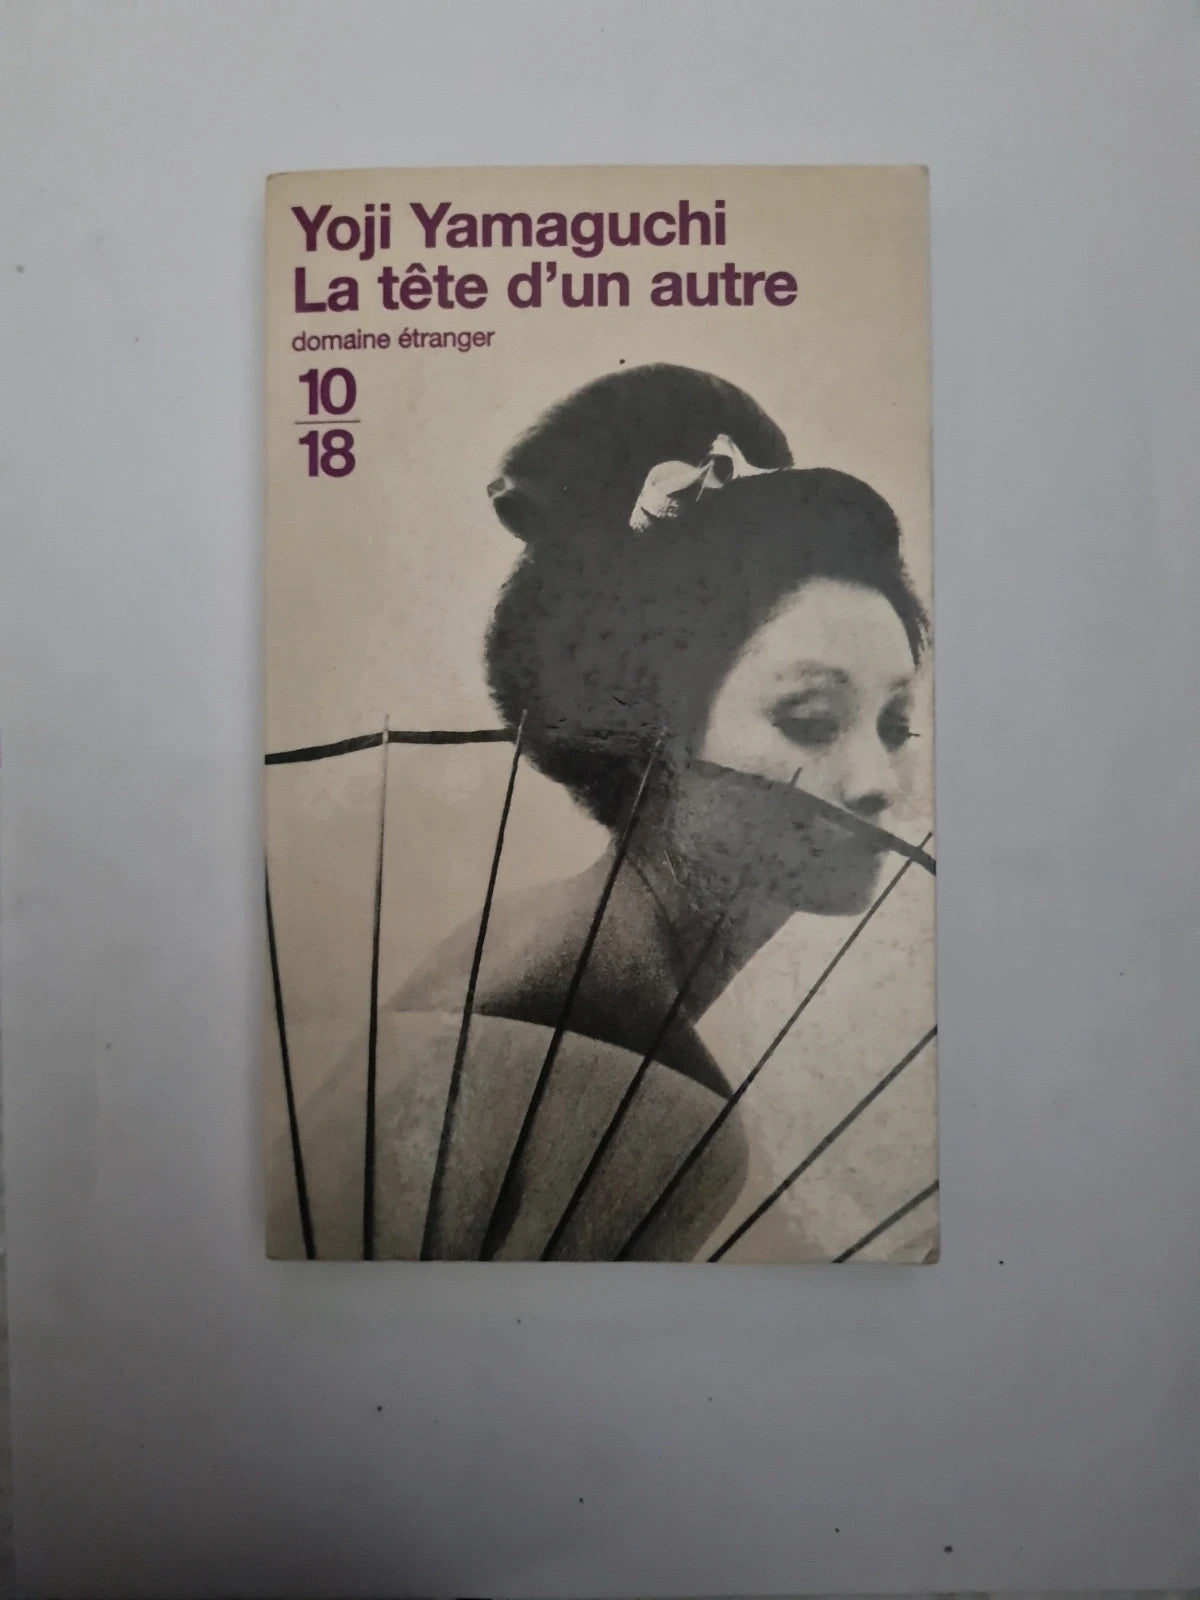 Yoji Yamaguchi
La tête d'un autre
domaine étranger
10
18